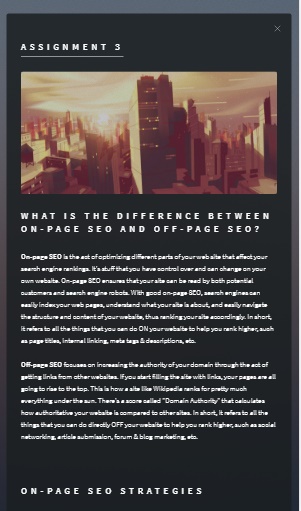 ASSIGNMENT 3
WHAT IS THE DIFFERENCE BETWEEN
ON-PAGE SEO AND OFF-PAGE SEO?
On-page SEO is the act of optimizing different parts of your web site that affect your
search engine rankings. It's stuff that you have control over and can change on your
own website. On-page SEO ensures that your site can be read by both potential
customers and search engine robots. With good on-page SEO, search engines can
easily index your web pages, understand what your site is about, and easily navigate
the structure and content of your website, thus ranking your site accordingly. In short,
it refers to all the things that you can do ON your website to help you rank higher, such
as page titles, internal linking, meta tags & descriptions, etc.
Off-page SEO focuses on increasing the authority of your domain through the act of
getting links from other websites. If you start filling the site with links, your pages are all
going to rise to the top. This is how a site like Wikipedia ranks for pretty much
everything under the sun. There's a score called "Domain Authority" that calculates
how authoritative your website is compared to other sites. In short, it refers to all the
things that you can do directly OFF your website to help you rank higher, such as social
networking, article submission, forum & blog marketing, etc.
ON-PAGE SEO STRATEGIES